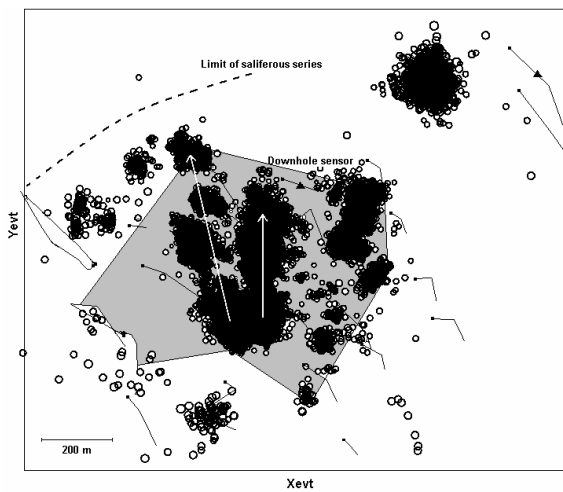 Limit of saliferous series
Downhole sensor
Yevt
200 m
Xevt